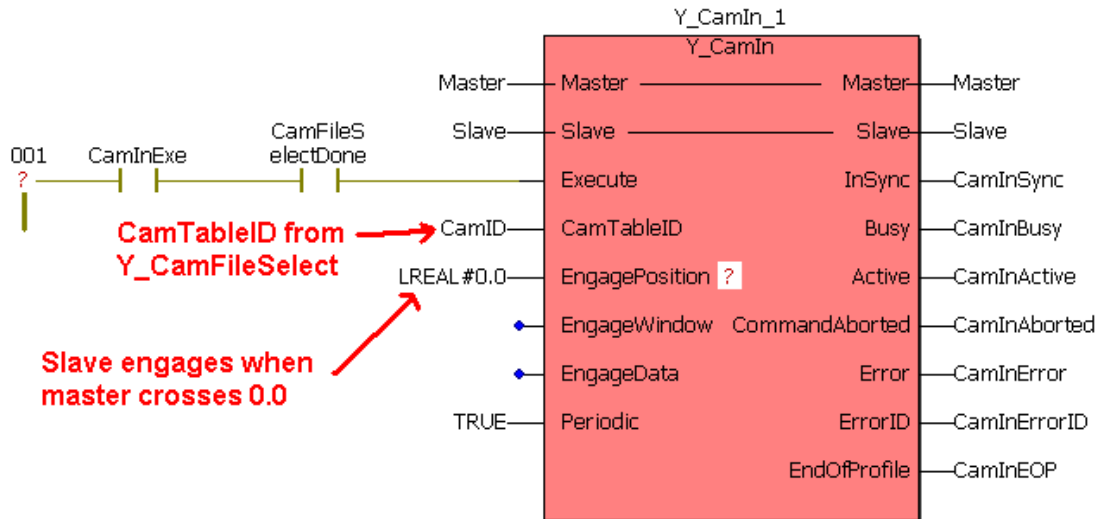 Y_CamIn_1
Y_CamIn
Master Master Master Master
Slave Slave Slave Slave
001 CamInExe CamFileS
electDone
? Execute InSync CamInSync
CamTableID from
Y_CamFileSelect
CamID CamTableID Busy CamInBusy
LREAL#0.0 EngagePosition ? Active CamInActive
EngageWindow CommandAborted CamInAborted
Slave engages when
master crosses 0.0
EngageData Error CamInError
TRUE Periodic ErrorID CamInErrorID
EndOfProfile CamInEOP